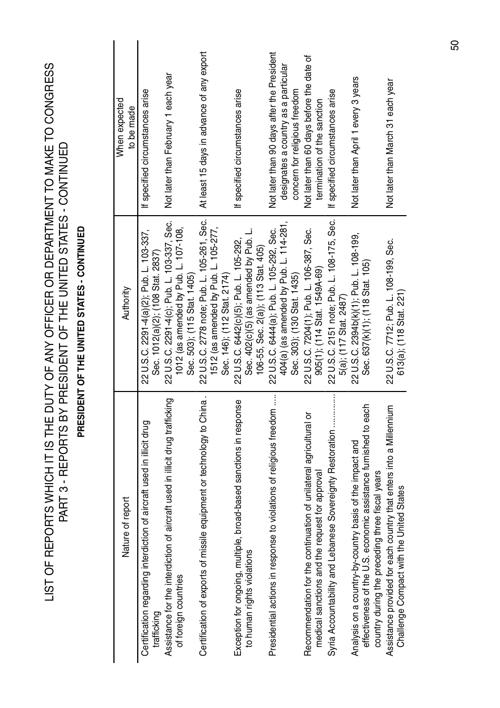 LIST OF REPORTS WHICH IT IS THE DUTY OF ANY OFFICER OR DEPARTMENT TO MAKE TO CONGRESS
PART 3 - REPORTS BY PRESIDENT OF THE UNITED STATES - CONTINUED
PRESIDENT OF THE UNITED STATES - CONTINUED
Nature of report
Authority
When expected
to be made
Certification regarding interdiction of aircraft used in illicit drug
trafficking
22 U.S.C. 2291-4(a)(2); Pub. L. 103-337,
Sec. 1012(a)(2); (108 Stat. 2837)
If specified circumstances arise
Assistance for the interdiction of aircraft used in illicit drug trafficking
of foreign countries
22 U.S.C. 2291-4(c); Pub. L. 103-337, Sec.
1012 (as amended by Pub. L. 107-108,
Sec. 503); (115 Stat. 1405)
Not later than February 1 each year
Certification of exports of missile equipment or technology to China .
22 U.S.C. 2778 note; Pub. L. 105-261, Sec.
1512 (as amended by Pub. L. 105-277,
Sec. 146); (112 Stat. 2174)
At least 15 days in advance of any export
Exception for ongoing, multiple, broad-based sanctions in response
to human rights violations
22 U.S.C. 6442(c)(5); Pub. L. 105-292,
Sec. 402(c)(5) (as amended by Pub. L.
106-55, Sec. 2(a)); (113 Stat. 405)
If specified circumstances arise
Presidential actions in response to violations of religious freedom .....
22 U.S.C. 6444(a); Pub. L. 105-292, Sec.
404(a) (as amended by Pub. L. 114-281,
Sec. 303); (130 Stat. 1435)
Not later than 90 days after the President
designates a country as a particular
concern for religious freedom
Recommendation for the continuation of unilateral agricultural or
medical sanctions and the request for approval
22 U.S.C. 7204(1); Pub. L. 106-387, Sec.
905(1); (114 Stat. 1549A-69)
Not later than 60 days before the date of
termination of the sanction
Syria Accountability and Lebanese Sovereignty Restoration ..............
22 U.S.C. 2151 note; Pub. L. 108-175, Sec.
5(a); (117 Stat. 2487)
If specified circumstances arise
Analysis on a country-by-country basis of the impact and
effectiveness of the U.S. economic assistance furnished to each
country during the preceding three fiscal years
22 U.S.C. 2394b(k)(1); Pub. L. 108-199,
Sec. 637(k)(1); (118 Stat. 105)
Not later than April 1 every 3 years
Assistance provided for each country that enters into a Millennium
Challenge Compact with the United States
22 U.S.C. 7712; Pub. L. 108-199, Sec.
613(a); (118 Stat. 221)
Not later than March 31 each year
50